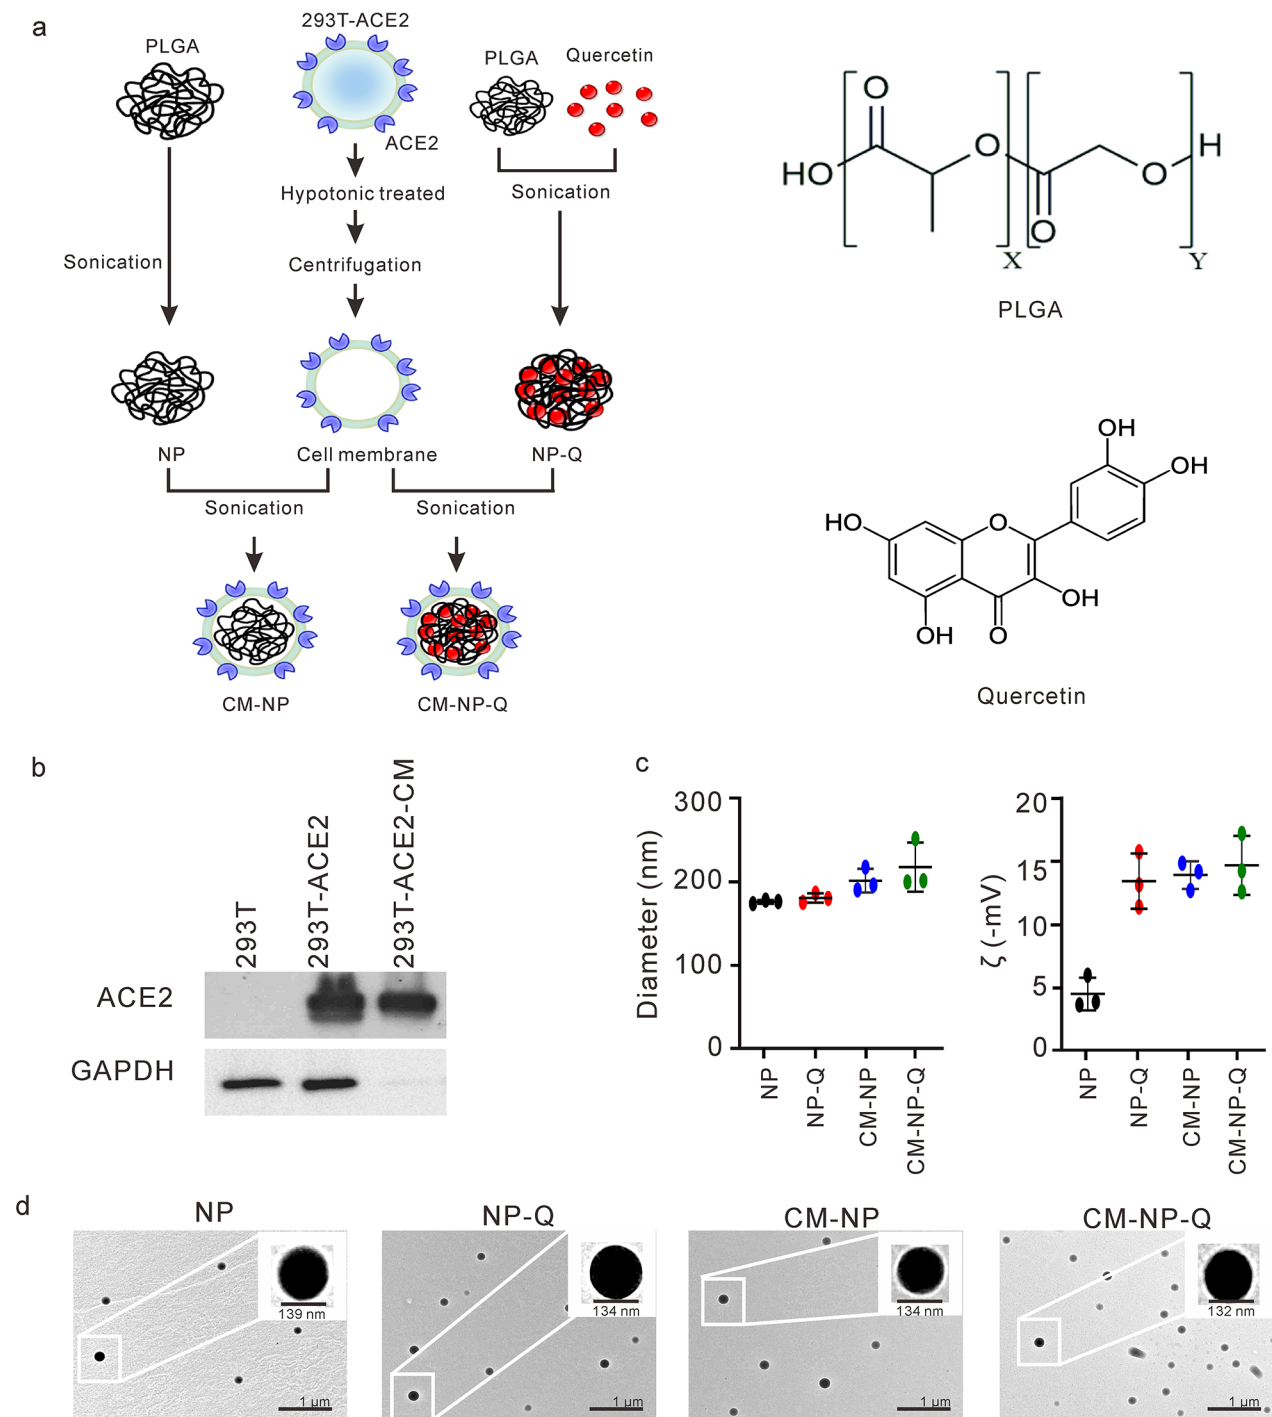 a
293T-ACE2
PLGA
PLGA
Quercetin
ACE2
Hypotonic treated
Sonication
Sonication
Centrifugation
NP
Cell membrane
NP-Q
Sonication
Sonication
CM-NP
CM-NP-Q
O
HO
O
O
O
H
X
Y
PLGA
OH
OH
HO
O
OH
OH
O
Quercetin
b
293T
293T-ACE2
293T-ACE2-CM
ACE2
GAPDH
c
Diameter (nm)
300
200
100
0
NP
NP-Q
CM-NP
CM-NP-Q
ζ (-mV)
20
15
10
5
0
NP
NP-Q
CM-NP
CM-NP-Q
d
NP
139 nm
1 µm
NP-Q
134 nm
1 µm
CM-NP
134 nm
1 µm
CM-NP-Q
132 nm
1 µm